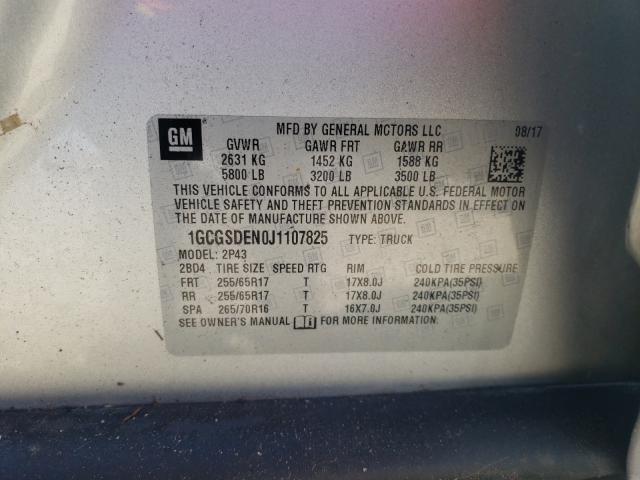 GM
MFD BY GENERAL MOTORS LLC 08/17
GVWR GAWR FRT GAWR RR
2631 KG 1452 KG 1588 KG
5800 LB 3200 LB 3500 LB
THIS VEHICLE CONFORMS TO ALL APPLICABLE U.S. FEDERAL MOTOR
VEHICLE SAFETY AND THEFT PREVENTION STANDARDS IN EFFECT ON
THE DATE OF MANUFACTURE SHOWN ABOVE.
1GCGSDEN0J1107825 TYPE: TRUCK
MODEL: 2P43
2BD4 TIRE SIZE SPEED RTG RIM COLD TIRE PRESSURE
FRT 255/65R17 T 17X8.0J 240KPA(35PSI)
RR 255/65R17 T 17X8.0J 240KPA(35PSI)
SPA 265/70R16 T 16X7.0J 240KPA(35PSI)
SEE OWNER'S MANUAL FOR MORE INFORMATION.